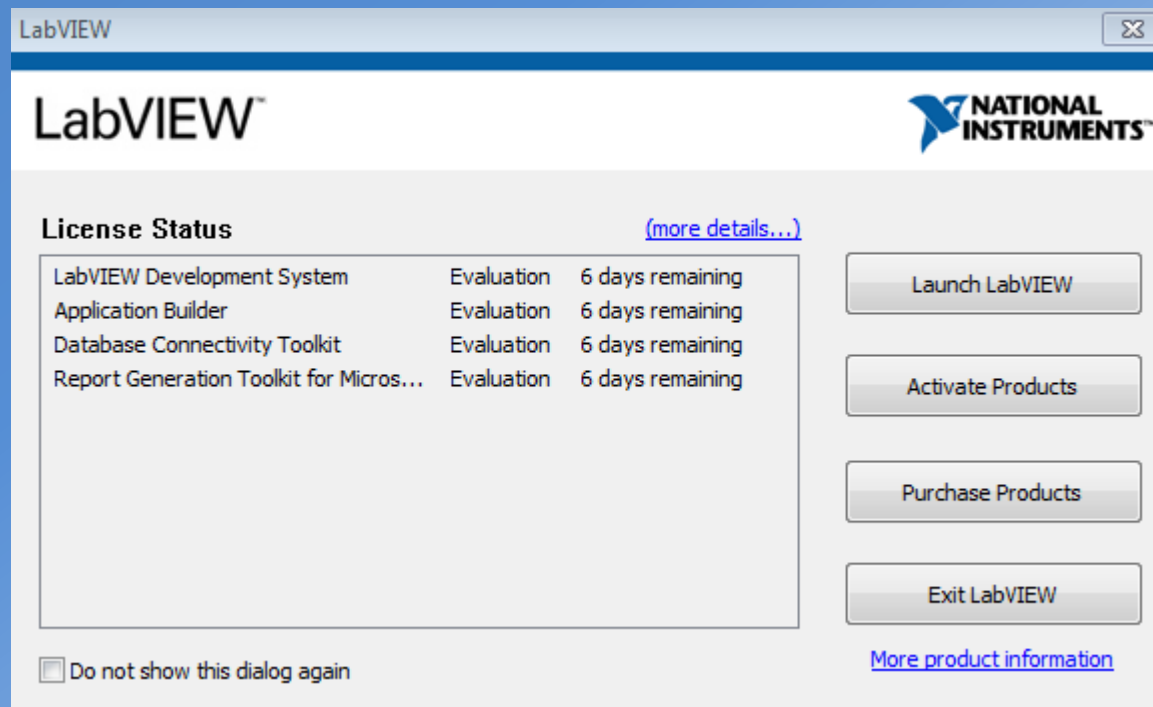 LabVIEW
LabVIEW™
NATIONAL
INSTRUMENTS™
License Status
(more details...)
LabVIEW Development System Evaluation 6 days remaining
Application Builder Evaluation 6 days remaining
Database Connectivity Toolkit Evaluation 6 days remaining
Report Generation Toolkit for Micros... Evaluation 6 days remaining
Launch LabVIEW
Activate Products
Purchase Products
Exit LabVIEW
More product information
Do not show this dialog again